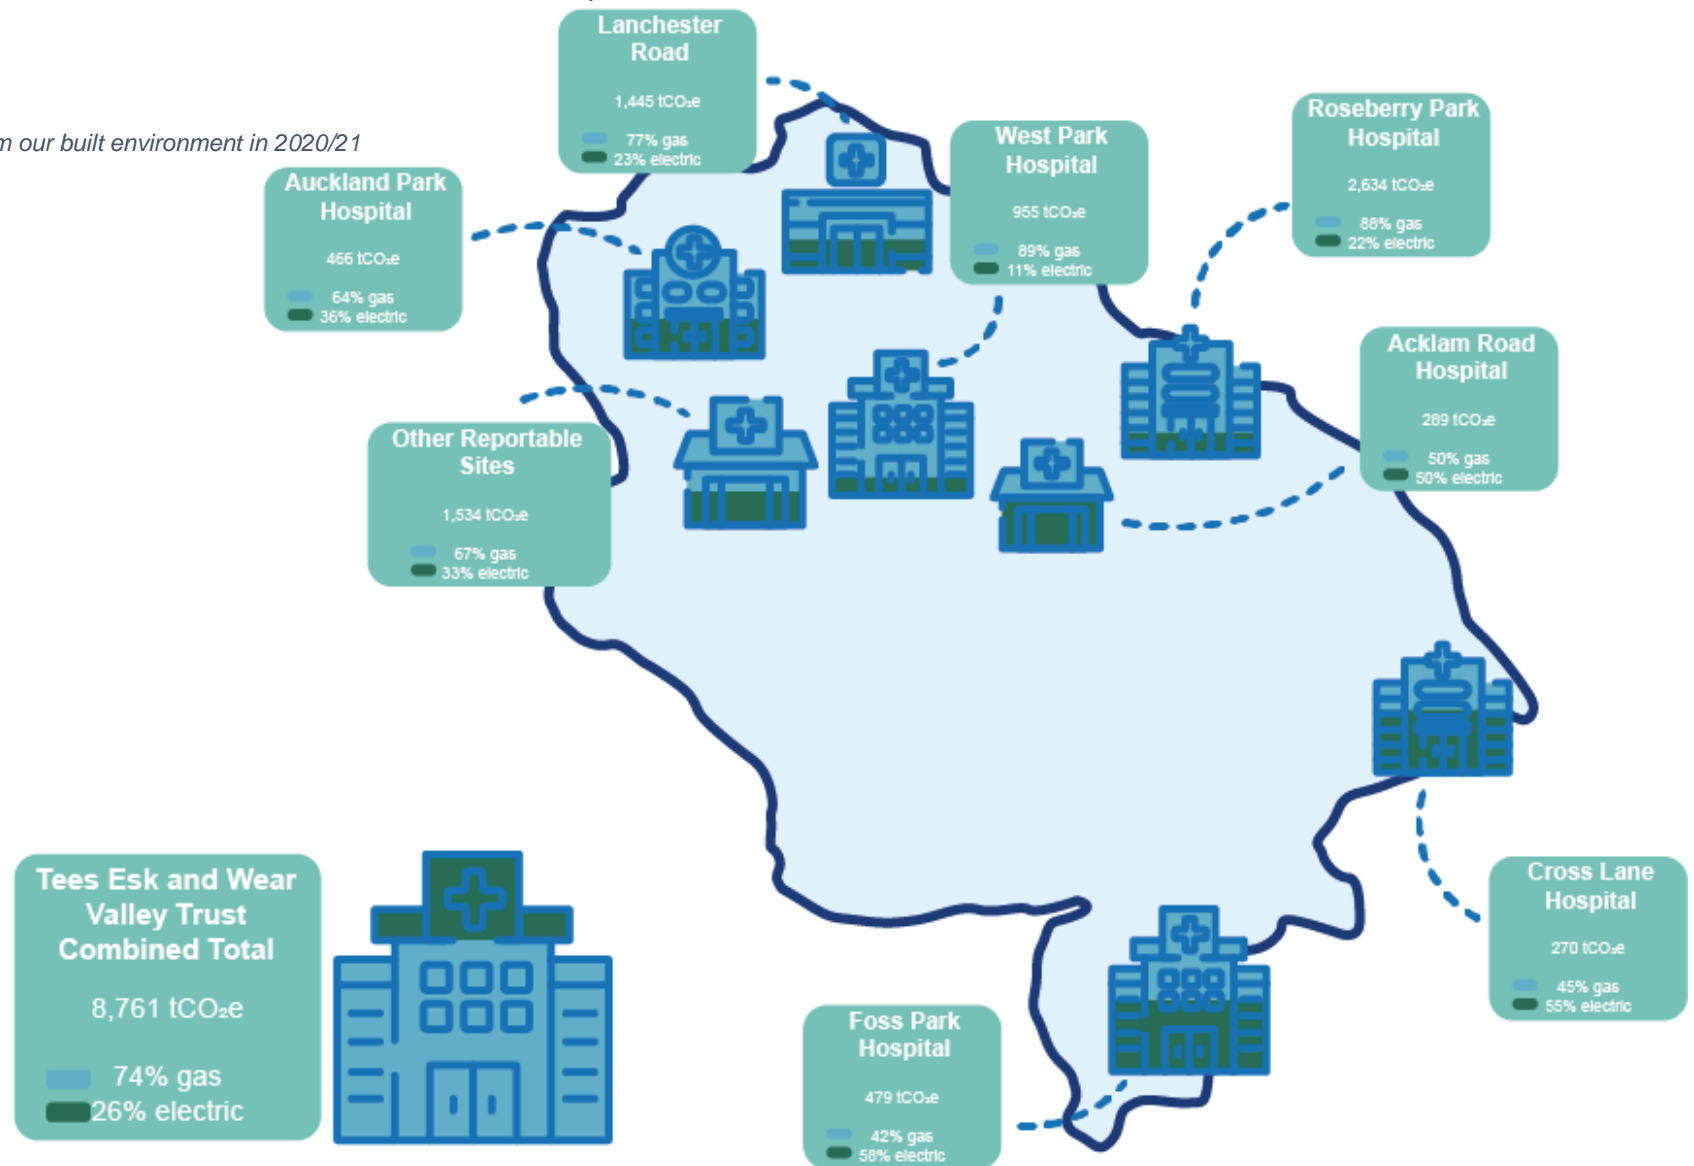 Lanchester
Road
1,445 tCO₂e
77% gas
23% electric
our built environment in 2020/21
Auckland Park
Hospital
466 tCO₂e
64% gas
36% electric
West Park
Hospital
955 tCO₂e
89% gas
11% electric
Roseberry Park
Hospital
2,634 tCO₂e
88% gas
22% electric
Acklam Road
Hospital
289 tCO₂e
50% gas
50% electric
Other Reportable
Sites
1,534 tCO₂e
67% gas
33% electric
Cross Lane
Hospital
270 tCO₂e
45% gas
55% electric
Foss Park
Hospital
479 tCO₂e
42% gas
58% electric
Tees Esk and Wear
Valley Trust
Combined Total
8,761 tCO₂e
74% gas
26% electric